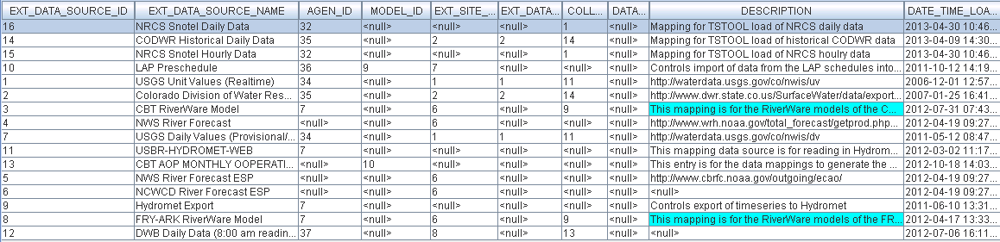 EXT_DATA_SOURCE_ID EXT_DATA_SOURCE_NAME AGEN_ID MODEL_ID EXT_SITE_... EXT_DATA... COLL... DATA... DESCRIPTION DATE_TIME_LOA...
16 NRCS Snotel Daily Data 32 <null> <null> <null> 1 <null> Mapping for TSTOOL load of NRCS daily data 2013-04-30 10:46...
14 CODWR Historical Daily Data 35 <null> 2 2 14 <null> Mapping for TSTOOL load of historical CODWR data 2013-04-09 14:30...
15 NRCS Snotel Hourly Data 32 <null> <null> <null> 1 <null> Mapping for TSTOOL load of NRCS houlry data 2013-04-30 10:46...
10 LAP Preschedule 36 9 7 <null> <null> <null> Controls import of data from the LAP schedules into... 2011-10-12 14:19...
1 USGS Unit Values (Realtime) 34 <null> 1 1 11 <null> http://waterdata.usgs.gov/co/nwis/uv 2006-12-01 12:57...
2 Colorado Division of Water Res... 35 <null> 2 2 14 <null> http://www.dwr.state.co.us/SurfaceWater/data/export... 2007-01-25 16:41...
3 CBT RiverWare Model 7 <null> 6 <null> 9 <null> This mapping is for the RiverWare models of the C... 2012-07-31 07:43...
4 NWS River Forecast <null> <null> 6 <null> <null> <null> http://www.wrh.noaa.gov/total_forecast/getprod.php... 2012-04-19 09:27...
7 USGS Daily Values (Provisional/... 34 <null> 1 1 11 <null> http://waterdata.usgs.gov/co/nwis/dv 2011-05-12 08:47...
11 USBR-HYDROMET-WEB 7 <null> <null> <null> <null> <null> This mapping data source is for reading in Hydrom... 2012-03-02 11:17...
13 CBT AOP MONTHLY OOPERATI... <null> 10 <null> <null> <null> <null> This entry is for the data mappings to generate the ... 2012-10-18 14:03...
5 NWS River Forecast ESP <null> <null> 6 <null> <null> <null> http://www.cbrfc.noaa.gov/outgoing/ecao/ 2012-04-19 09:27...
6 NCWCD River Forecast ESP <null> <null> 6 <null> <null> <null> <null> 2012-04-19 09:27...
9 Hydromet Export 7 <null> <null> <null> <null> <null> Controls export of timeseries to Hydromet 2011-06-10 13:31...
8 FRY-ARK RiverWare Model 7 <null> 6 <null> 9 <null> This mapping is for the RiverWare models of the FR... 2012-04-17 13:33...
12 DWB Daily Data (8:00 am readin... 37 <null> 8 <null> 13 <null> <null> 2012-07-06 16:11...